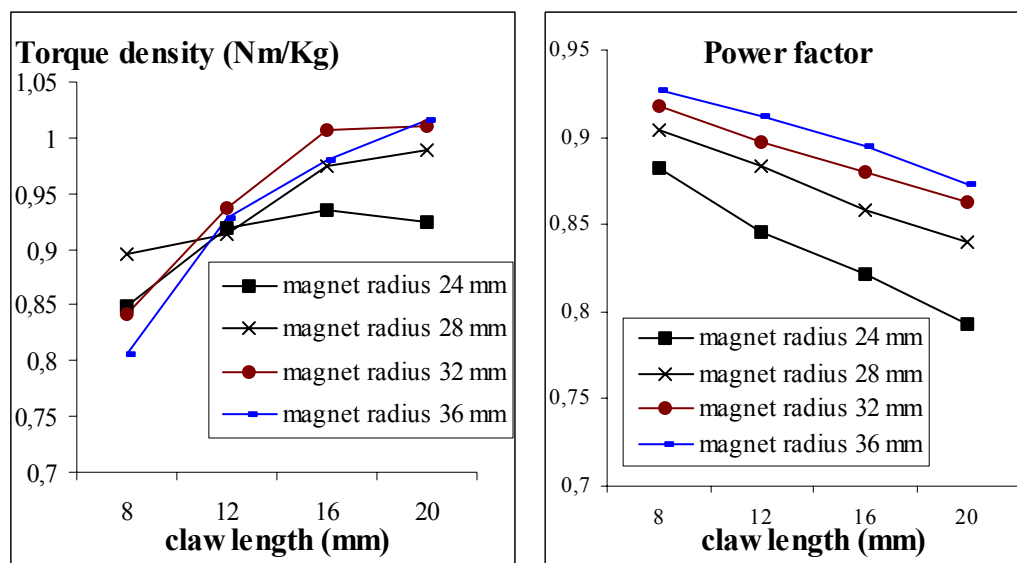 Torque density (Nm/Kg)
1,05
1
0,95
0,9
0,85
0,8
0,75
0,7
magnet radius 24 mm
magnet radius 28 mm
magnet radius 32 mm
magnet radius 36 mm
8 12 16 20
claw length (mm)
Power factor
0,95
0,9
0,85
0,8
0,75
0,7
magnet radius 24 mm
magnet radius 28 mm
magnet radius 32 mm
magnet radius 36 mm
8 12 16 20
claw length (mm)